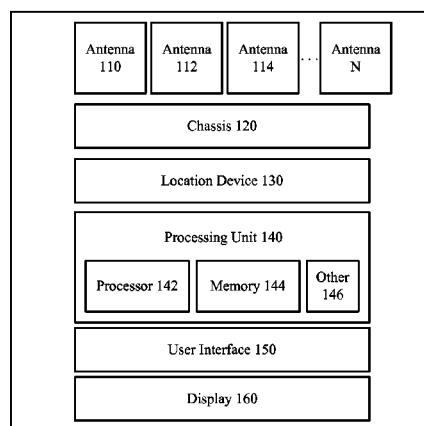 Antenna 110
Antenna 112
Antenna 114
...
Antenna N
Chassis 120
Location Device 130
Processing Unit 140
Processor 142
Memory 144
Other 146
User Interface 150
Display 160